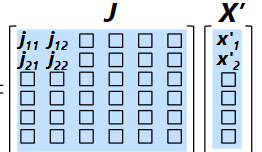 J X'
= j11 j12 □ □ □ □ x'1
j21 j22 □ □ □ □ x'2
□ □ □ □ □ □ □
□ □ □ □ □ □ □
□ □ □ □ □ □ □
□ □ □ □ □ □ □